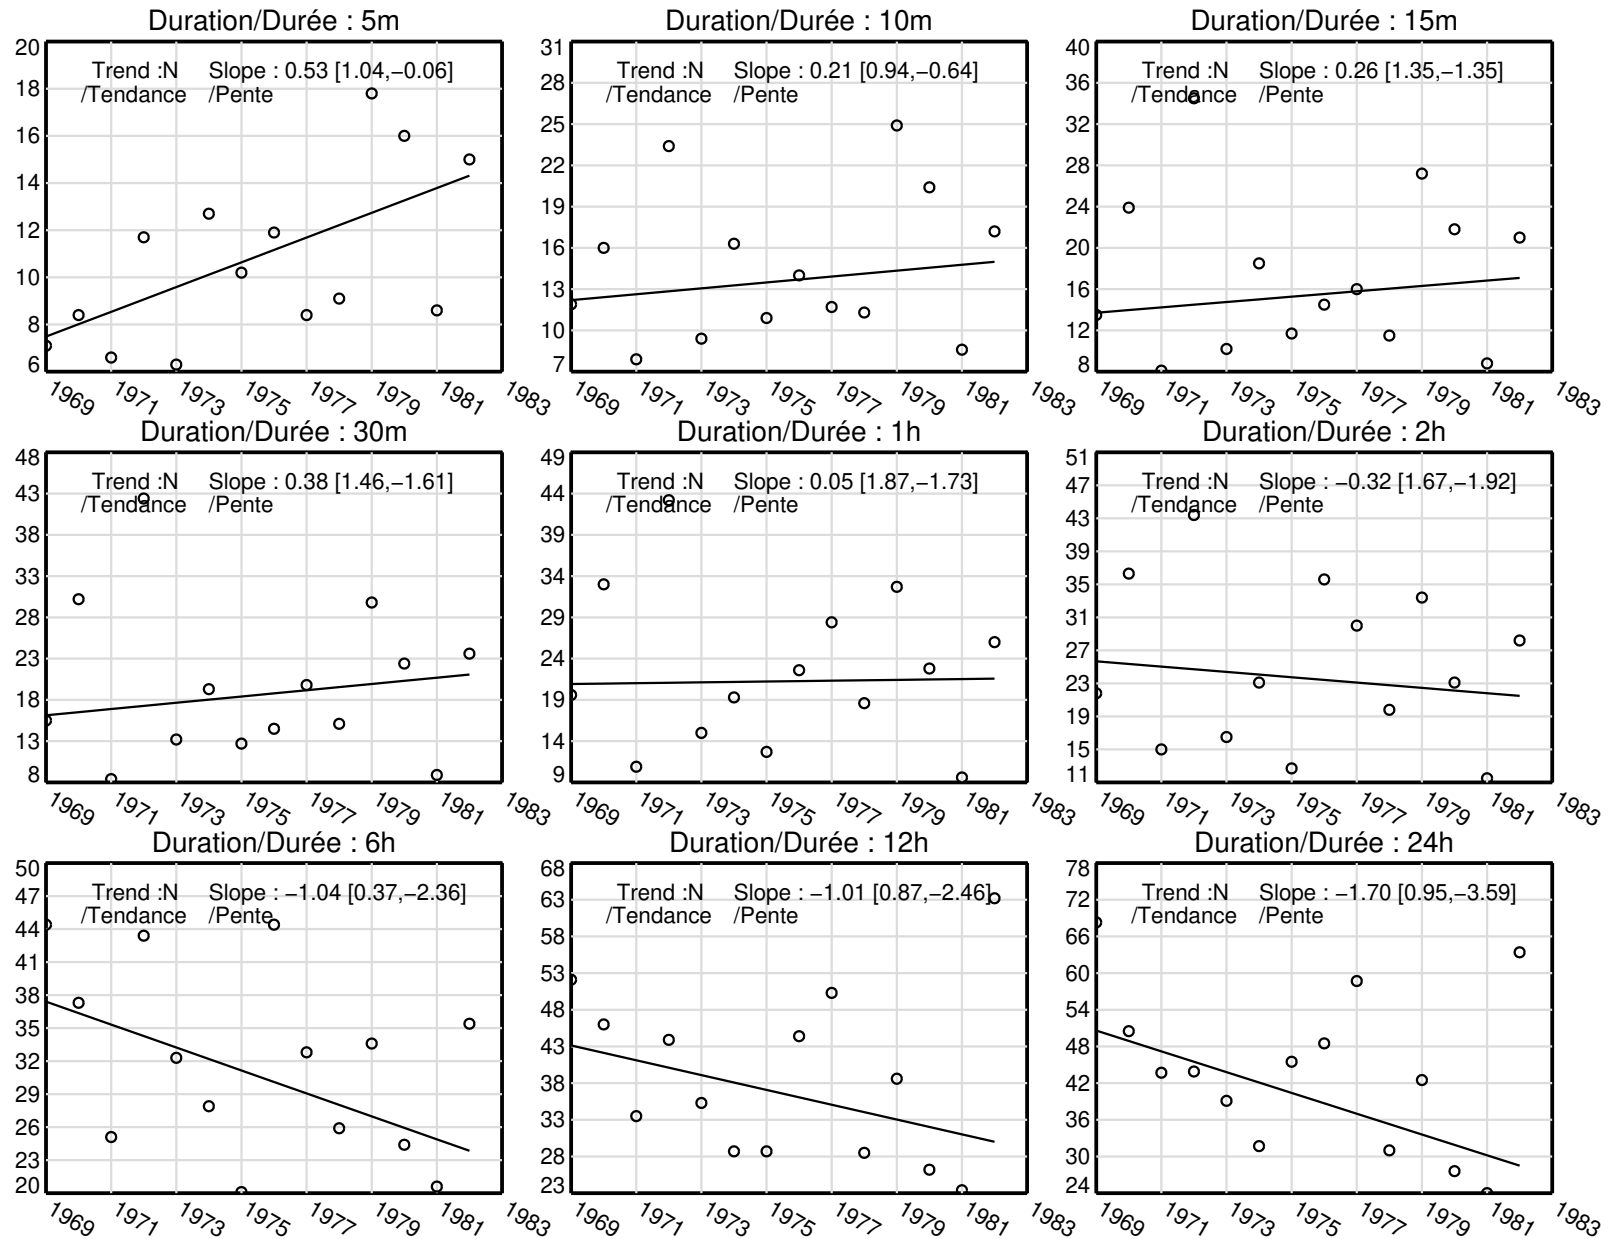 Duration/Durée : 5m
Trend :N Slope : 0.53 [1.04,−0.06]
/Tendance /Pente
20
18
16
14
12
10
8
6
1969 1971 1973 1975 1977 1979 1981 1983
Duration/Durée : 10m
Trend :N Slope : 0.21 [0.94,−0.64]
/Tendance /Pente
31
28
25
22
19
16
13
10
7
1969 1971 1973 1975 1977 1979 1981 1983
Duration/Durée : 15m
Trend :N Slope : 0.26 [1.35,−1.35]
/Tendance /Pente
40
36
32
28
24
20
16
12
8
1969 1971 1973 1975 1977 1979 1981 1983
Duration/Durée : 30m
Trend :N Slope : 0.38 [1.46,−1.61]
/Tendance /Pente
48
43
38
33
28
23
18
13
8
1969 1971 1973 1975 1977 1979 1981 1983
Duration/Durée : 1h
Trend :N Slope : 0.05 [1.87,−1.73]
/Tendance /Pente
49
44
39
34
29
24
19
14
9
1969 1971 1973 1975 1977 1979 1981 1983
Duration/Durée : 2h
Trend :N Slope : −0.32 [1.67,−1.92]
/Tendance /Pente
51
47
43
39
35
31
27
23
19
15
11
1969 1971 1973 1975 1977 1979 1981 1983
Duration/Durée : 6h
Trend :N Slope : −1.04 [0.37,−2.36]
/Tendance /Pente
50
47
44
41
38
35
32
29
26
23
20
1969 1971 1973 1975 1977 1979 1981 1983
Duration/Durée : 12h
Trend :N Slope : −1.01 [0.87,−2.46]
/Tendance /Pente
68
63
58
53
48
43
38
33
28
23
1969 1971 1973 1975 1977 1979 1981 1983
Duration/Durée : 24h
Trend :N Slope : −1.70 [0.95,−3.59]
/Tendance /Pente
78
72
66
60
54
48
42
36
30
24
1969 1971 1973 1975 1977 1979 1981 1983